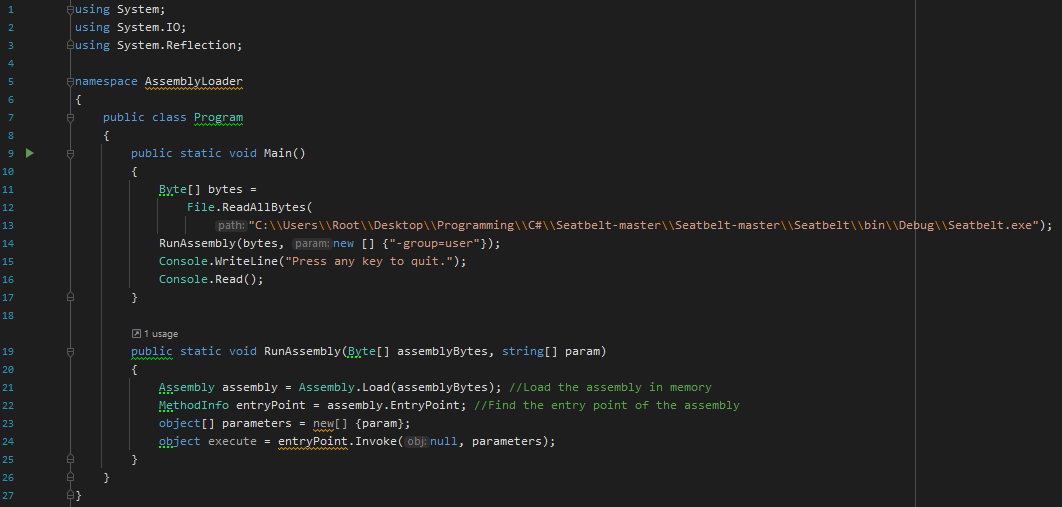 1 using System;
2 using System.IO;
3 using System.Reflection;
4
5 namespace AssemblyLoader
6 {
7 public class Program
8 {
9 public static void Main()
10 {
11 Byte[] bytes =
12 File.ReadAllBytes(
13 path: "C:\\Users\\Root\\Desktop\\Programming\\C#\\Seatbelt-master\\Seatbelt-master\\Seatbelt\\bin\\Debug\\Seatbelt.exe");
14 RunAssembly(bytes, param: new [] {"-group=user"});
15 Console.WriteLine("Press any key to quit.");
16 Console.Read();
17 }
18
1 usage
19 public static void RunAssembly(Byte[] assemblyBytes, string[] param)
20 {
21 Assembly assembly = Assembly.Load(assemblyBytes); //Load the assembly in memory
22 MethodInfo entryPoint = assembly.EntryPoint; //Find the entry point of the assembly
23 object[] parameters = new[] {param};
24 object execute = entryPoint.Invoke( obj: null, parameters);
25 }
26 }
27 }